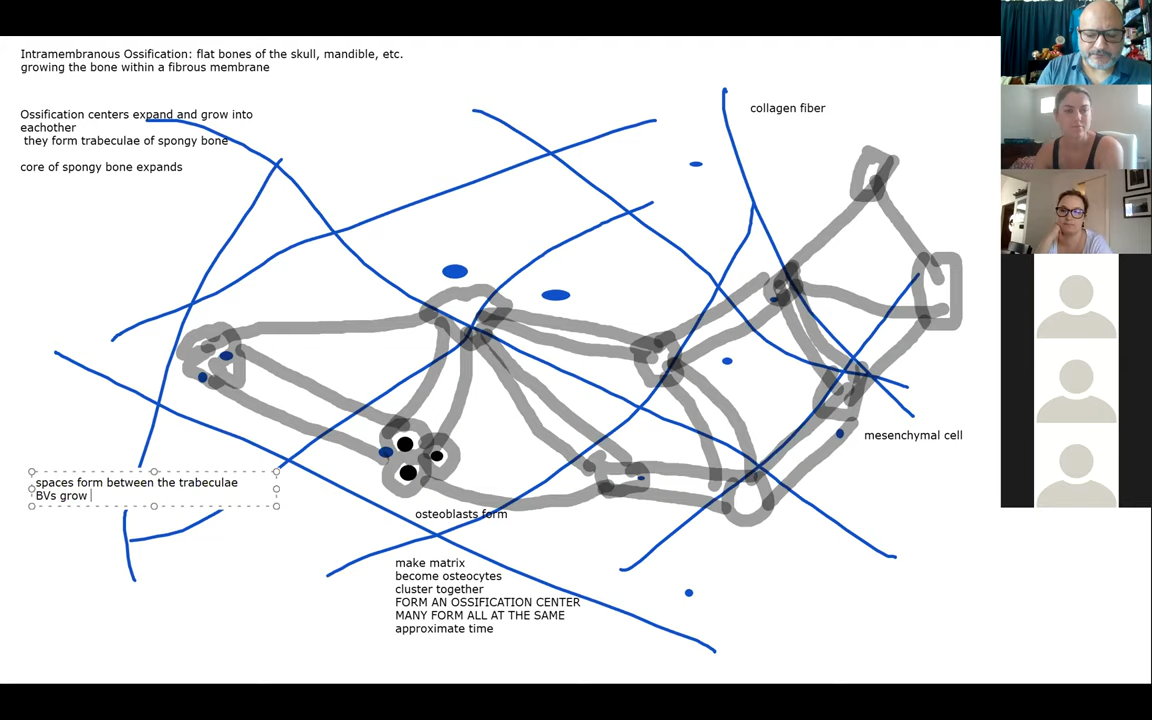 Intramembranous Ossification: flat bones of the skull, mandible, etc.
growing the bone within a fibrous membrane
Ossification centers expand and grow into
eachother
they form trabeculae of spongy bone
core of spongy bone expands
collagen fiber
mesenchymal cell
spaces form between the trabeculae
BVs grow
osteoblasts form
make matrix
become osteocytes
cluster together
FORM AN OSSIFICATION CENTER
MANY FORM ALL AT THE SAME
approximate time